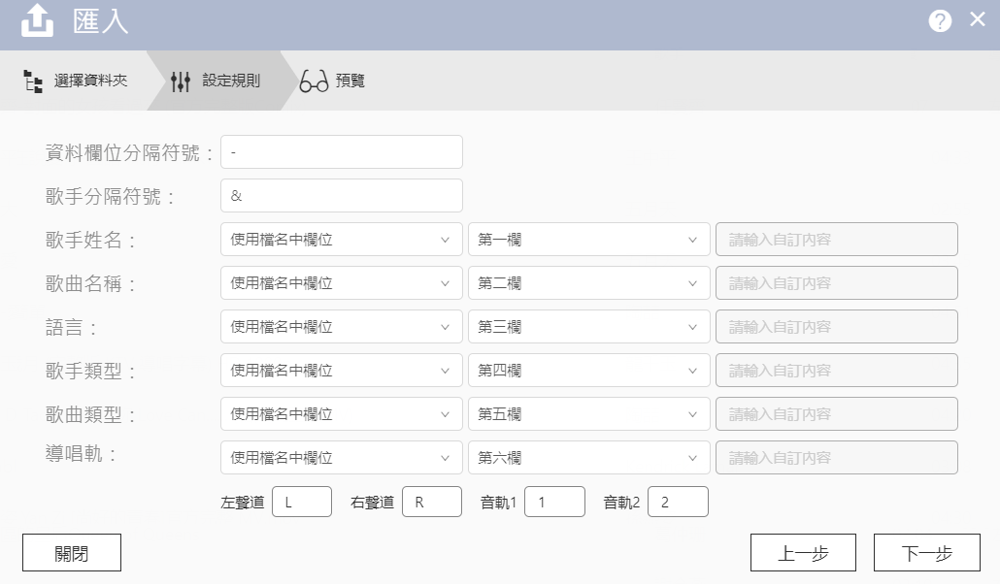 匯入
選擇資料夾 設定規則 預覽
資料欄位分隔符號： -
歌手分隔符號： &
歌手姓名： 使用檔名中欄位 第一欄 請輸入自訂內容
歌曲名稱： 使用檔名中欄位 第二欄 請輸入自訂內容
語言： 使用檔名中欄位 第三欄 請輸入自訂內容
歌手類型： 使用檔名中欄位 第四欄 請輸入自訂內容
歌曲類型： 使用檔名中欄位 第五欄 請輸入自訂內容
導唱軌： 使用檔名中欄位 第六欄 請輸入自訂內容
左聲道 L 右聲道 R 音軌1 1 音軌2 2
關閉 上一步 下一步